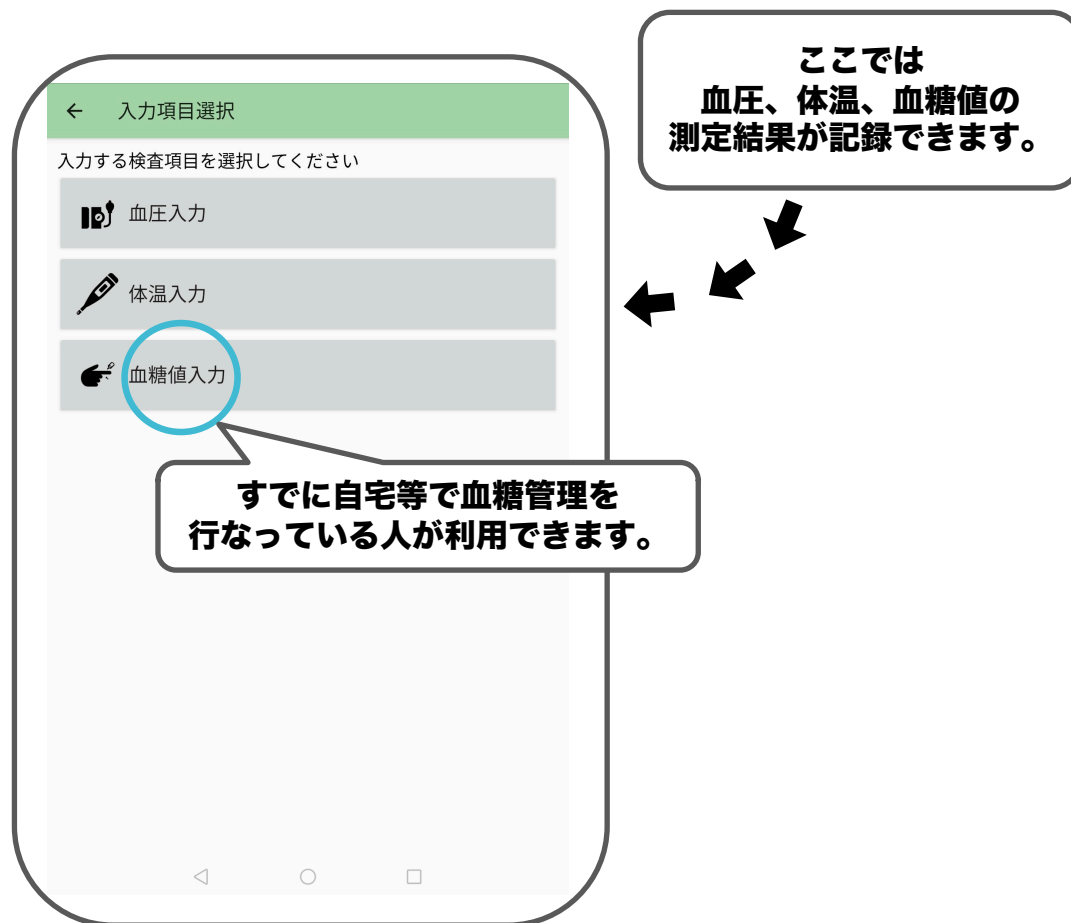 ここでは
血圧、体温、血糖値の
測定結果が記録できます。
入力項目選択
入力する検査項目を選択してください
血圧入力
体温入力
血糖値入力
すでに自宅等で血糖管理を
行なっている人が利用できます。